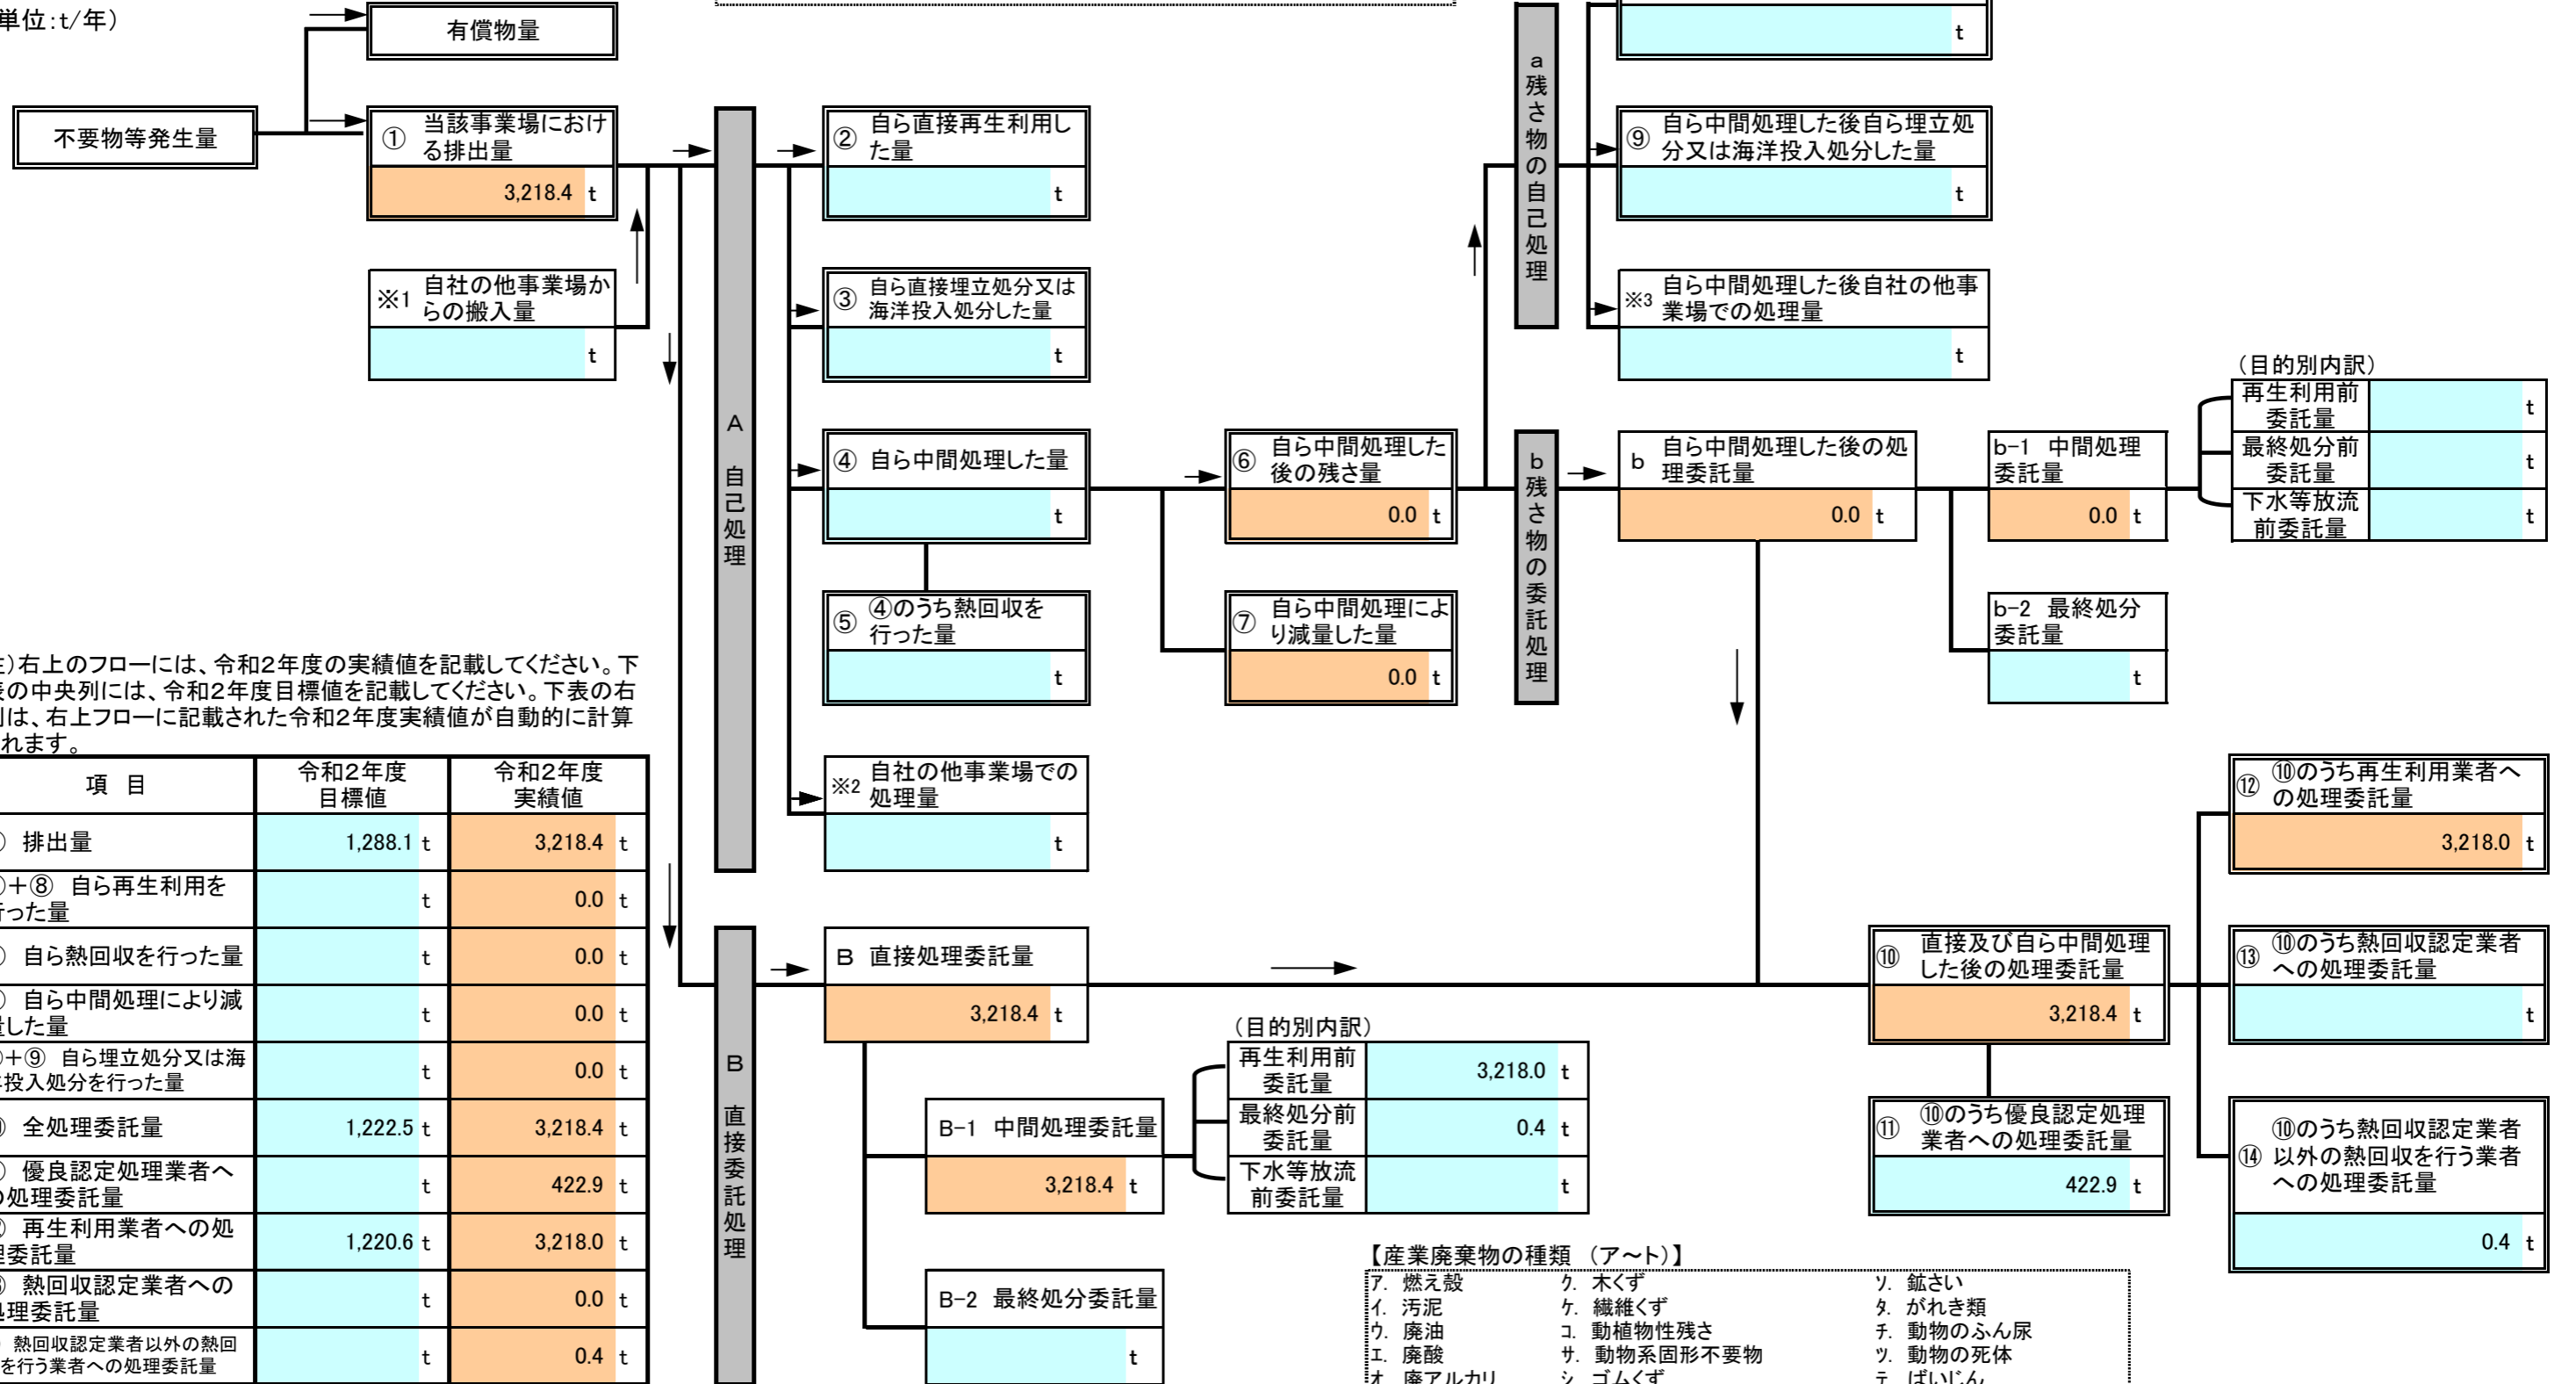 単位:t/年)
有償物量
t
不要物等発生量
① 当該事業場におけ
る排出量
3,218.4 t
※1 自社の他事業場か
らの搬入量
t
A 自己処理
② 自ら直接再生利用し
た量
t
③ 自ら直接埋立処分又は
海洋投入処分した量
t
④ 自ら中間処理した量
t
⑤ ④のうち熱回収を
行った量
t
※2 自社の他事業場での
処理量
t
⑥ 自ら中間処理した
後の残さ量
0.0 t
⑦ 自ら中間処理によ
り減量した量
0.0 t
a 残さ物の自己処理
⑨ 自ら中間処理した後自ら埋立処
分又は海洋投入処分した量
t
※3 自ら中間処理した後自社の他事
業場での処理量
t
b 残さ物の委託処理
b 自ら中間処理した後の処
理委託量
0.0 t
b-1 中間処理
委託量
0.0 t
b-2 最終処分
委託量
t
(目的別内訳)
再生利用前
委託量 t
最終処分前
委託量 t
下水等放流
前委託量 t
)右上のフローには、令和2年度の実績値を記載してください。下
の中央列には、令和2年度目標値を記載してください。下表の右
は、右上フローに記載された令和2年度実績値が自動的に計算
れます。
項 目 令和2年度
目標値 令和2年度
実績値
) 排出量 1,288.1 t 3,218.4 t
)+⑧ 自ら再生利用を
った量 t 0.0 t
) 自ら熱回収を行った量 t 0.0 t
) 自ら中間処理により減
した量 t 0.0 t
)+⑨ 自ら埋立処分又は海
投入処分を行った量 t 0.0 t
) 全処理委託量 1,222.5 t 3,218.4 t
) 優良認定処理業者へ
処理委託量 t 422.9 t
) 再生利用業者への処
委託量 1,220.6 t 3,218.0 t
) 熱回収認定業者への
処理委託量 t 0.0 t
熱回収認定業者以外の熱回
を行う業者への処理委託量 t 0.4 t
B 直接委託処理
B 直接処理委託量
3,218.4 t
B-1 中間処理委託量
3,218.4 t
B-2 最終処分委託量
t
(目的別内訳)
再生利用前
委託量 3,218.0 t
最終処分前
委託量 0.4 t
下水等放流
前委託量 t
⑩ 直接及び自ら中間処理
した後の処理委託量
3,218.4 t
⑪ ⑩のうち優良認定処理
業者への処理委託量
422.9 t
⑫ ⑩のうち再生利用業者へ
の処理委託量
3,218.0 t
⑬ ⑩のうち熱回収認定業者
への処理委託量
t
⑭ ⑩のうち熱回収認定業者
以外の熱回収を行う業者
への処理委託量
0.4 t
【産業廃棄物の種類 (ア～ト)】
ア. 燃え殻 ク. 木くず ソ. 鉱さい
イ. 汚泥 ケ. 繊維くず タ. がれき類
ウ. 廃油 コ. 動植物性残さ チ. 動物のふん尿
エ. 廃酸 サ. 動物系固形不要物 ツ. 動物の死体
オ. 廃アルカリ シ. ゴムくず テ. ばいじん